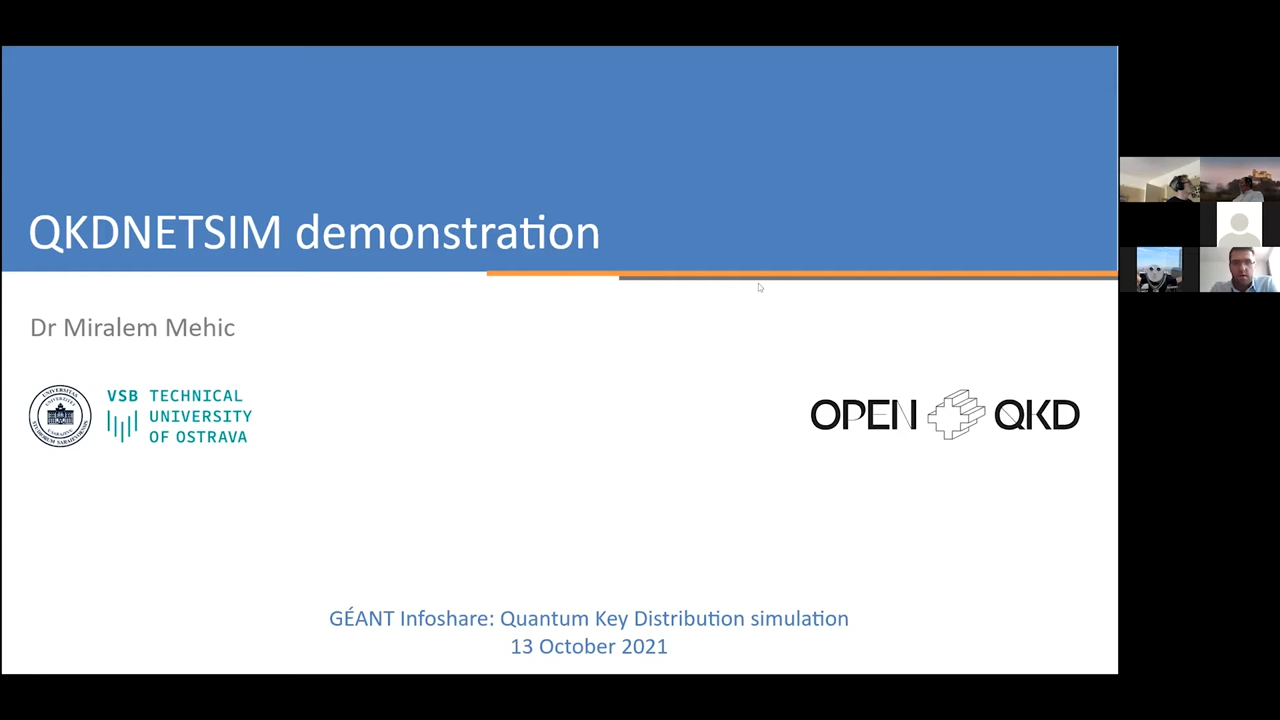 QKDNETSIM demonstration
Dr Miralem Mehic
VSB TECHNICAL
UNIVERSITY
OF OSTRAVA
OPEN QKD
GÉANT Infoshare: Quantum Key Distribution simulation
13 October 2021